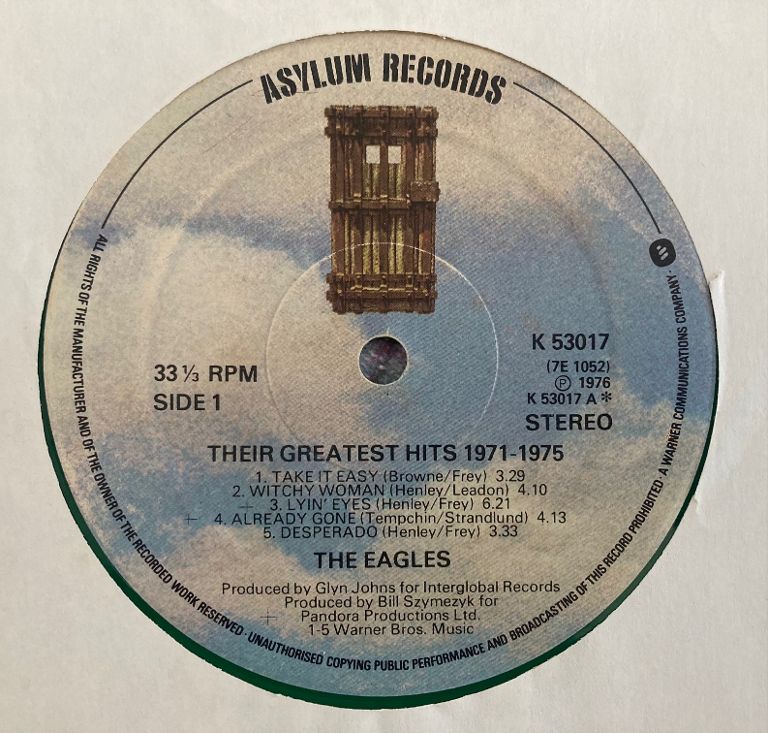 ASYLUM RECORDS
K 53017
(7E 1052)
℗ 1976
K 53017 A *
STEREO
33 ⅓ RPM
SIDE 1
THEIR GREATEST HITS 1971-1975
1. TAKE IT EASY (Browne/Frey) 3.29
2. WITCHY WOMAN (Henley/Leadon) 4.10
+ 3. LYIN' EYES (Henley/Frey) 6.21
+ 4. ALREADY GONE (Tempchin/Strandlund) 4.13
5. DESPERADO (Henley/Frey) 3.33
THE EAGLES
Produced by Glyn Johns for Interglobal Records
Produced by Bill Szymezyk for
+ Pandora Productions Ltd.
1-5 Warner Bros. Music
ALL RIGHTS OF THE MANUFACTURER AND OF THE OWNER OF THE RECORDED WORK RESERVED · UNAUTHORISED COPYING PUBLIC PERFORMANCE AND BROADCASTING OF THIS RECORD PROHIBITED · A WARNER COMMUNICATIONS COMPANY ·